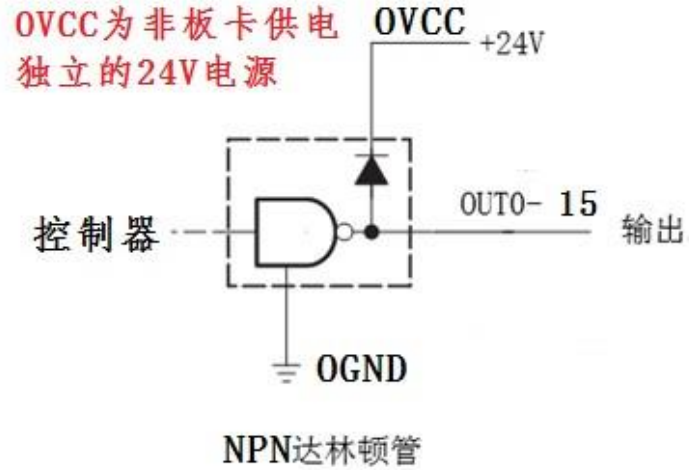 OVCC为非板卡供电
独立的24V电源
OVCC
+24V
OUT0- 15
控制器
输出
OGND
NPN达林顿管